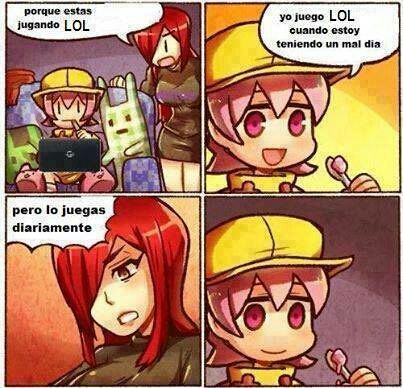 porque estas
jugando LOL
yo juego LOL
cuando estoy
teniendo un mal dia
pero lo juegas
diariamente